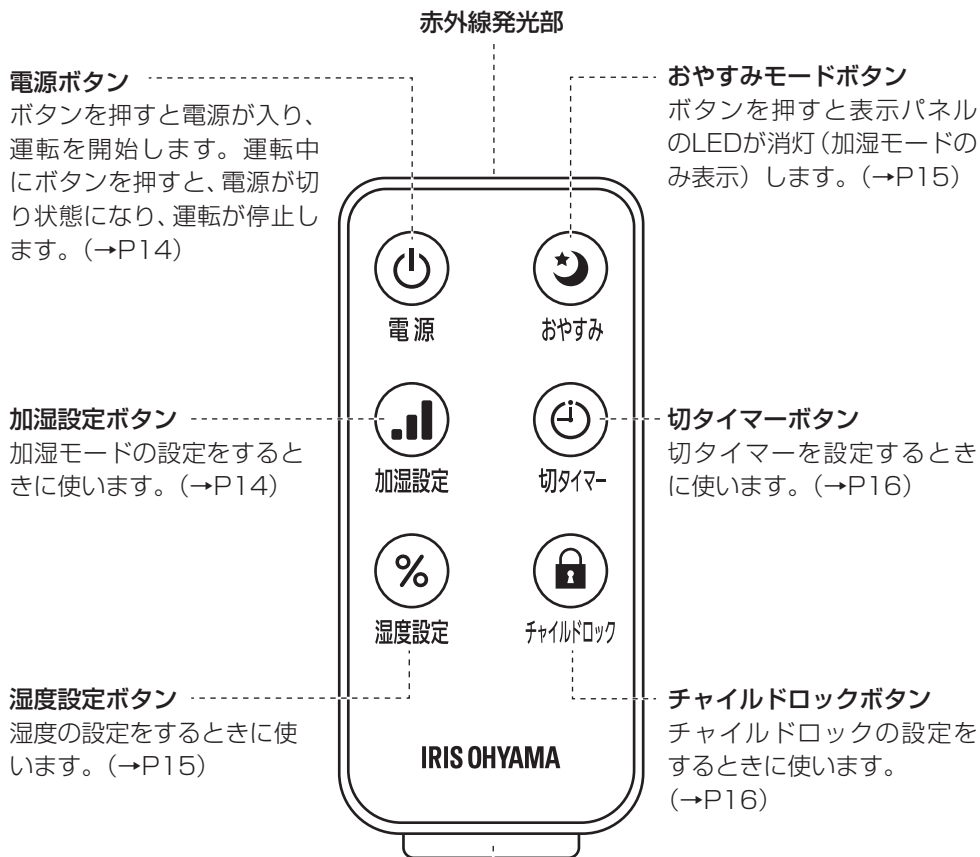 赤外線発光部
電源ボタン
ボタンを押すと電源が入り、
運転を開始します。運転中
にボタンを押すと、電源が切
り状態になり、運転が停止し
ます。(→P14)
おやすみモードボタン
ボタンを押すと表示パネル
のLEDが消灯(加湿モードの
み表示)します。(→P15)
電源
おやすみ
加湿設定ボタン
加湿モードの設定をすると
きに使います。(→P14)
加湿設定
切タイマー
切タイマーボタン
切タイマーを設定するとき
に使います。(→P16)
%
湿度設定
チャイルドロック
湿度設定ボタン
湿度の設定をするときに使
います。(→P15)
IRIS OHYAMA
チャイルドロックボタン
チャイルドロックの設定を
するときに使います。
(→P16)